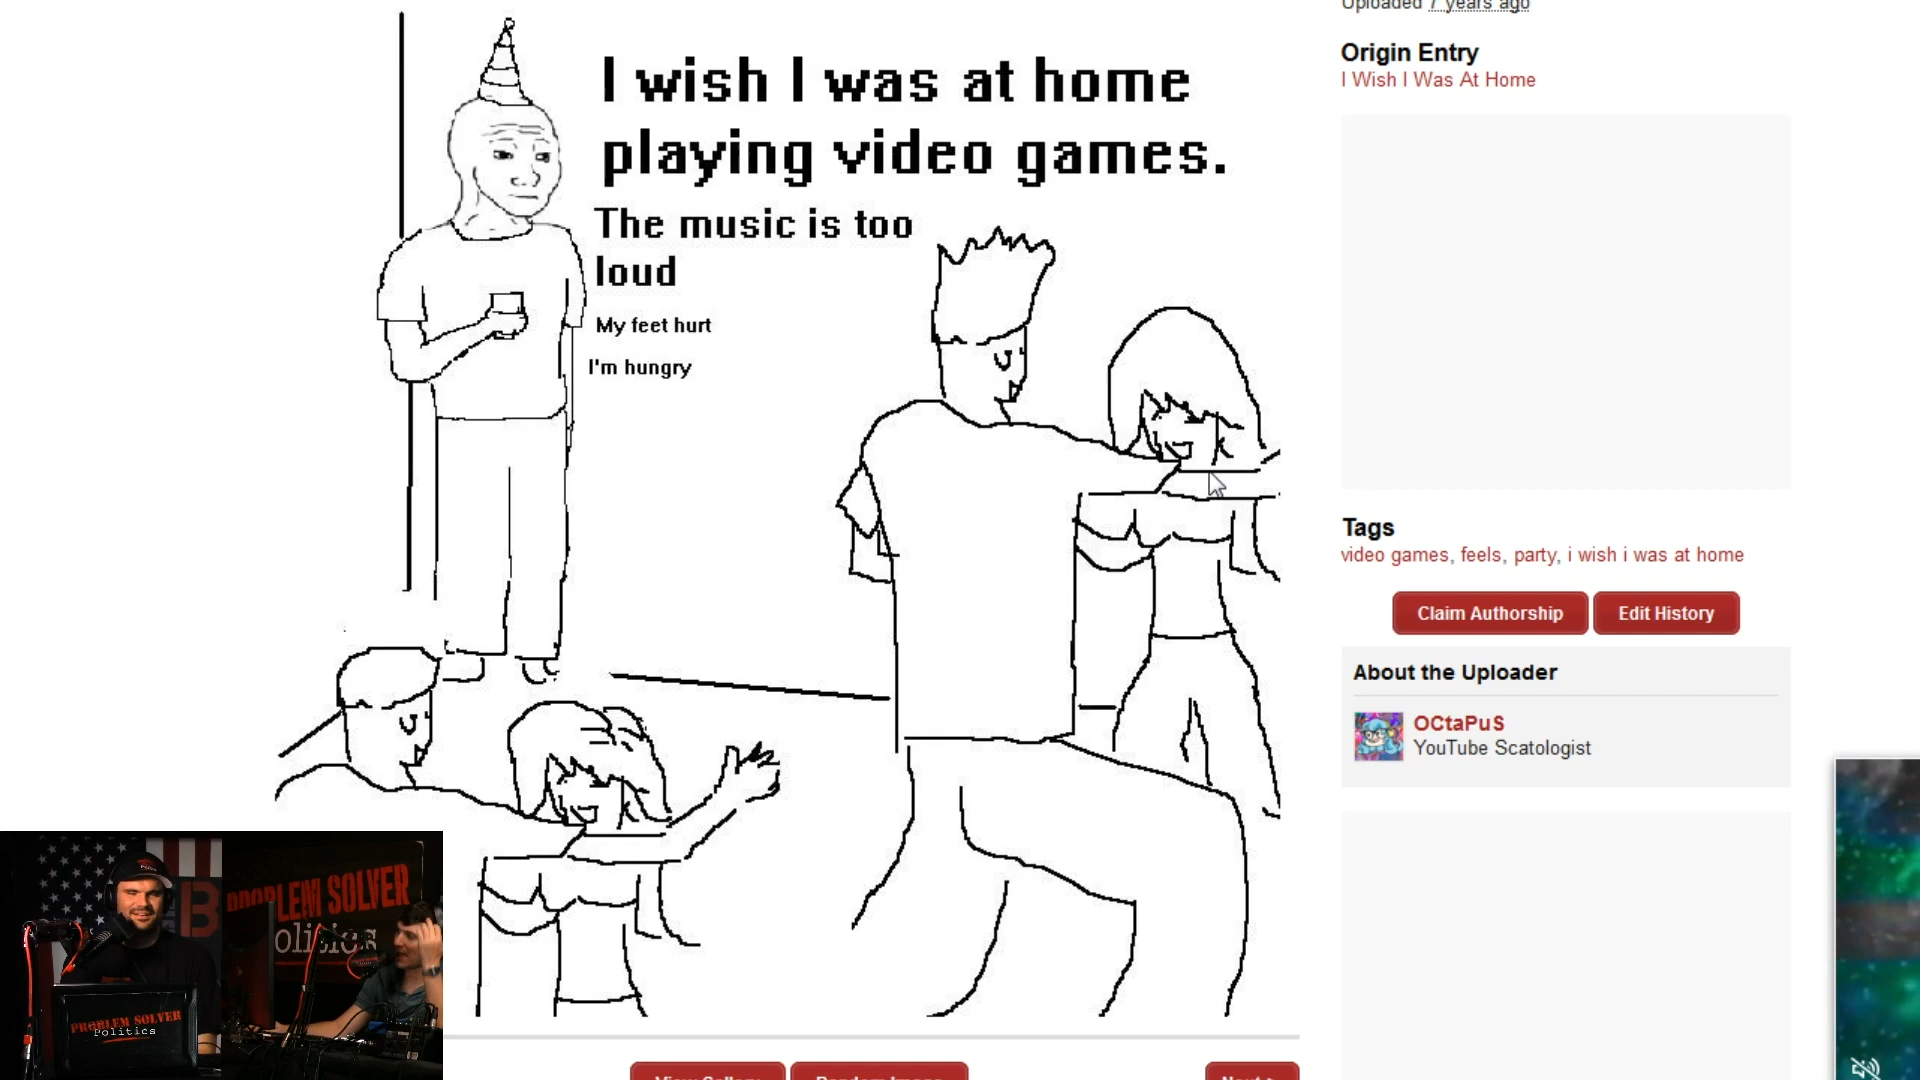 Uploaded 7 years ago
I wish I was at home
playing video games.
The music is too
loud
My feet hurt
I'm hungry
Origin Entry
I Wish I Was At Home
Tags
video games, feels, party, i wish i was at home
Claim Authorship
Edit History
About the Uploader
OCtaPuS
YouTube Scatologist
PROBLEM SOLVER
PROBLEM SOLVER
Politics